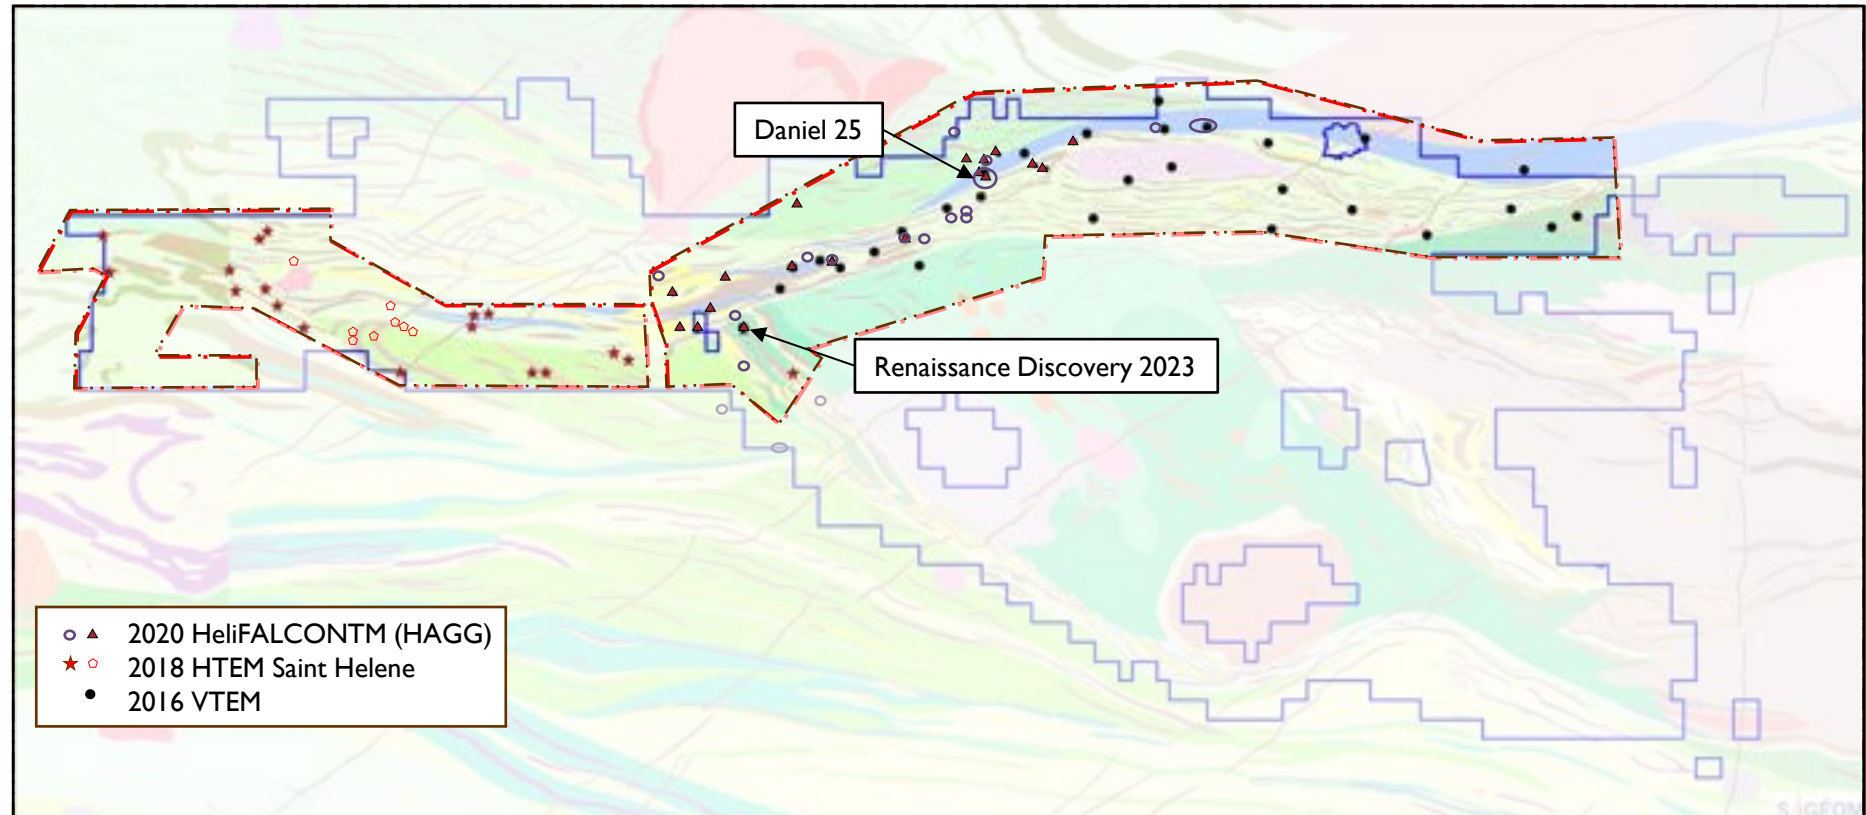 Daniel 25
Renaissance Discovery 2023
2020 HeliFALCONTM (HAGG)
2018 HTEM Saint Helene
2016 VTEM